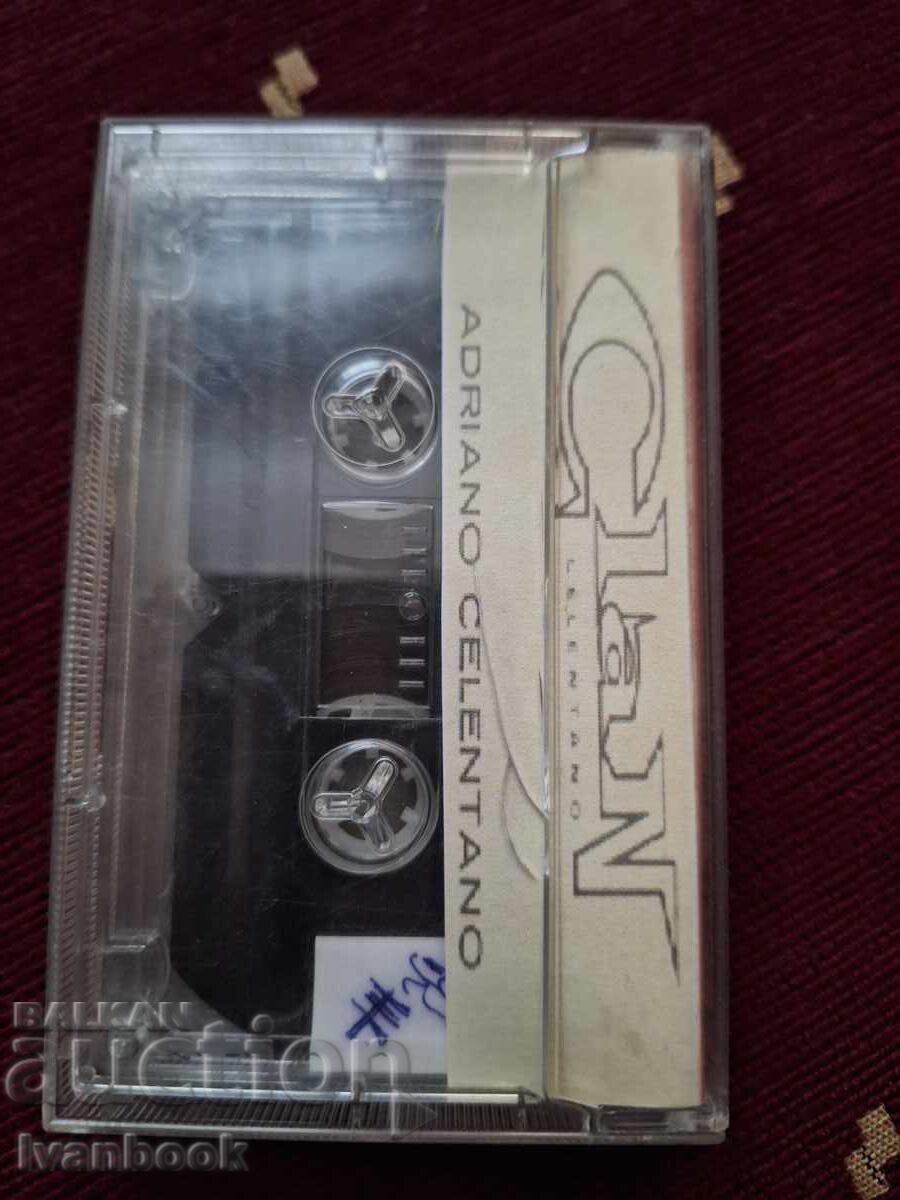 Clan
CELENTANO
ADRIANO CELENTANO
BALKAN
auction
Ivanbook